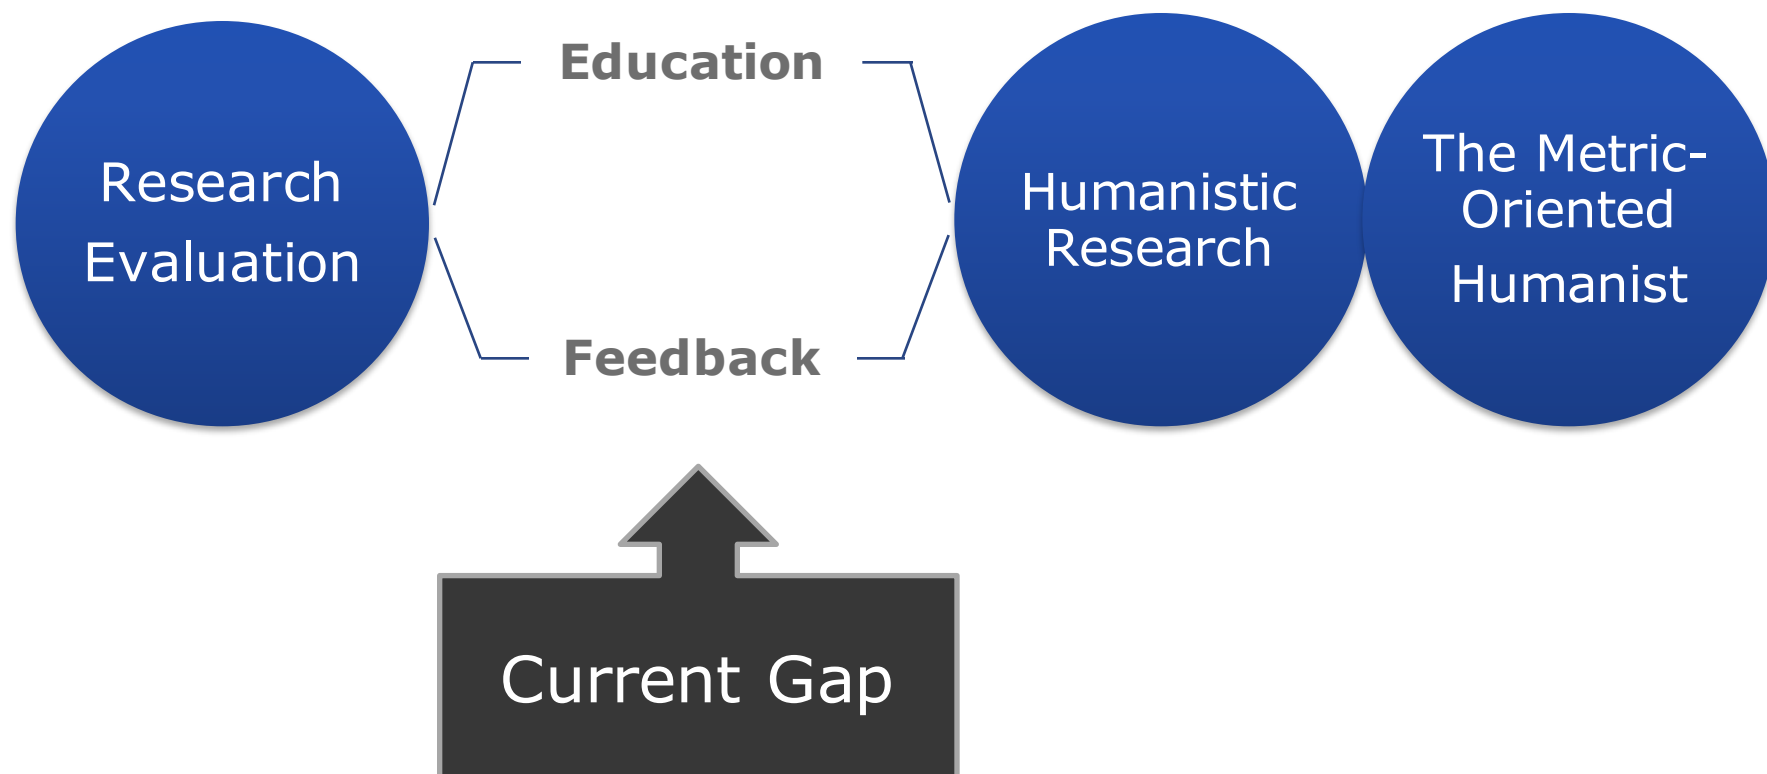 Research
Evaluation
Education
Feedback
Humanistic
Research
The Metric-
Oriented
Humanist
Current Gap